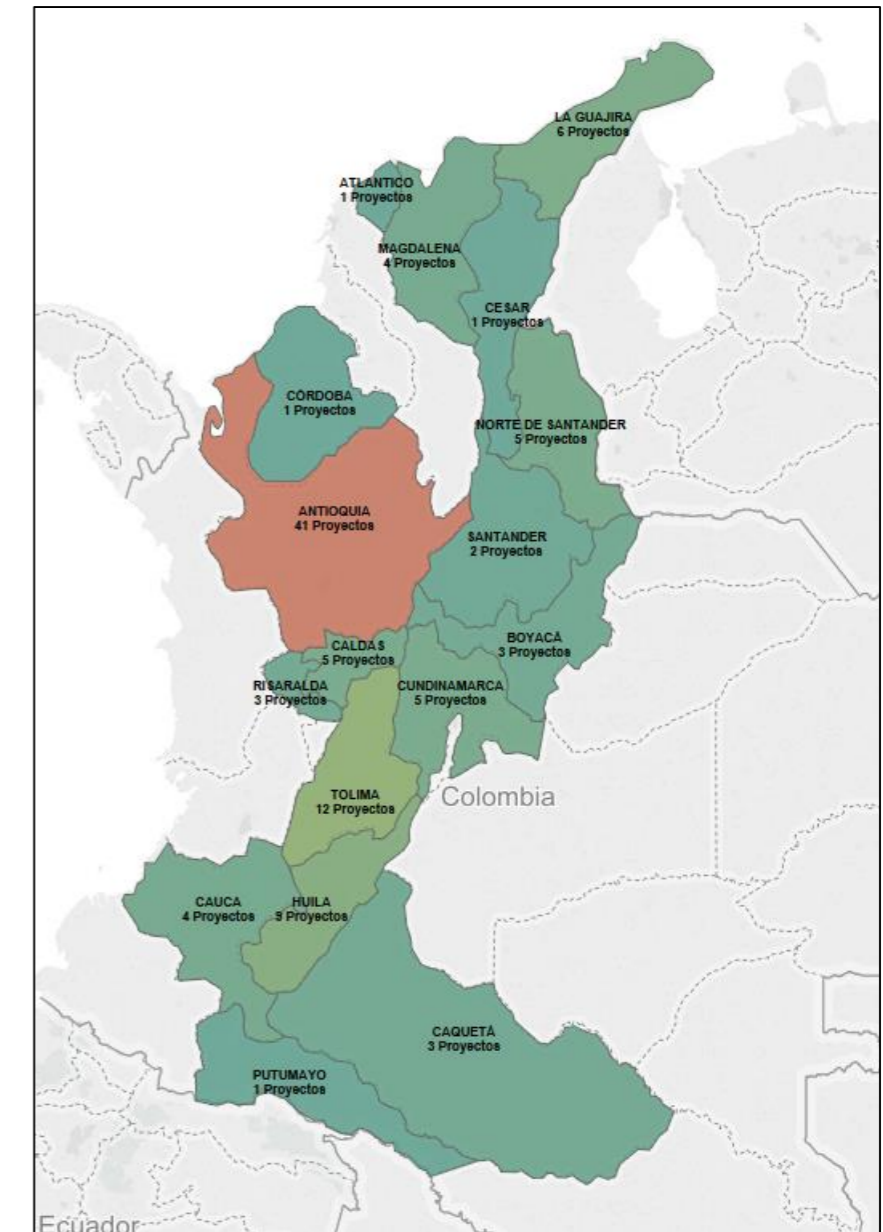 LA GUAJIRA
6 Proyectos
ATLANTICO
1 Proyectos
MAGDALENA
4 Proyectos
CESAR
1 Proyectos
CÓRDOBA
1 Proyectos
NORTE DE SANTANDER
5 Proyectos
ANTIOQUIA
41 Proyectos
SANTANDER
2 Proyectos
BOYACÁ
3 Proyectos
CALDAS
5 Proyectos
RISARALDA
3 Proyectos
CUNDINAMARCA
5 Proyectos
TOLIMA
12 Proyectos
Colombia
CAUCA
4 Proyectos
HUILA
9 Proyectos
CAQUETÁ
3 Proyectos
PUTUMAYO
1 Proyectos
Ecuador